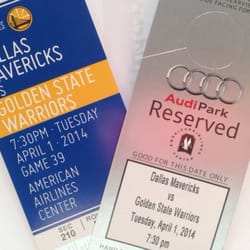 DALLAS
MAVERICKS
GOLDEN STATE
WARRIORS
7:30PM · TUESDAY
APRIL 1 · 2014
GAME 39
AMERICAN
AIRLINES
CENTER
SEC
210
AudiPark
Reserved
GOOD FOR THIS DATE ONLY
Dallas Mavericks
vs
Golden State Warriors
Tuesday, April 1, 2014
7:30 pm